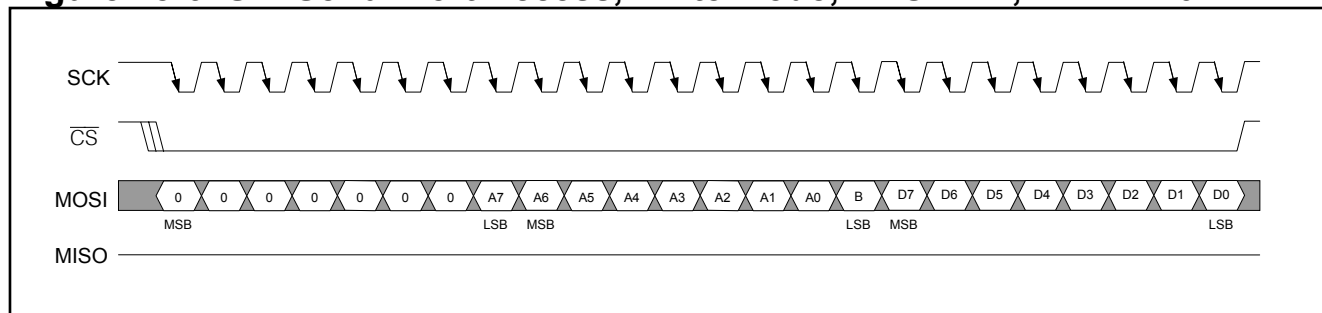 SCK
CS
MOSI 0 0 0 0 0 0 0 A7 A6 A5 A4 A3 A2 A1 A0 B D7 D6 D5 D4 D3 D2 D1 D0
MSB LSB MSB LSB MSB LSB
MISO